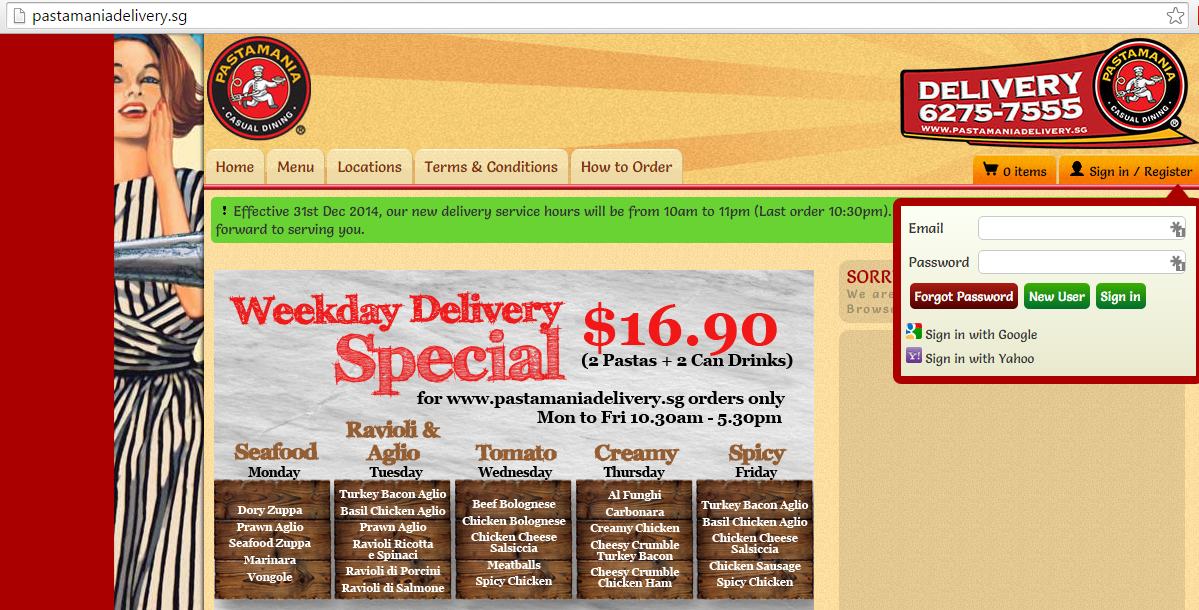 pastamaniadelivery.sg
PASTAMANIA
CASUAL DINING
®
DELIVERY
6275-7555
WWW.PASTAMANIADELIVERY.SG
PASTAMANIA
CASUAL DINING
®
Home
Menu
Locations
Terms & Conditions
How to Order
0 items
Sign in / Register
! Effective 31st Dec 2014, our new delivery service hours will be from 10am to 11pm (Last order 10:30pm).
forward to serving you.
Email
Password
Forgot Password
New User
Sign in
Sign in with Google
Sign in with Yahoo
We are
Brows
Weekday Delivery
Special
$16.90
(2 Pastas + 2 Can Drinks)
for www.pastamaniadelivery.sg orders only
Mon to Fri 10.30am - 5.30pm
Seafood
Monday
Dory Zuppa
Prawn Aglio
Seafood Zuppa
Marinara
Vongole
Ravioli &
Aglio
Tuesday
Turkey Bacon Aglio
Basil Chicken Aglio
Prawn Aglio
Ravioli Ricotta
e Spinaci
Ravioli di Porcini
Ravioli di Salmone
Tomato
Wednesday
Beef Bolognese
Chicken Bolognese
Chicken Cheese
Salsiccia
Meatballs
Spicy Chicken
Creamy
Thursday
Al Funghi
Carbonara
Creamy Chicken
Cheesy Crumble
Turkey Bacon
Cheesy Crumble
Chicken Ham
Spicy
Friday
Turkey Bacon Aglio
Basil Chicken Aglio
Chicken Cheese
Salsiccia
Chicken Sausage
Spicy Chicken